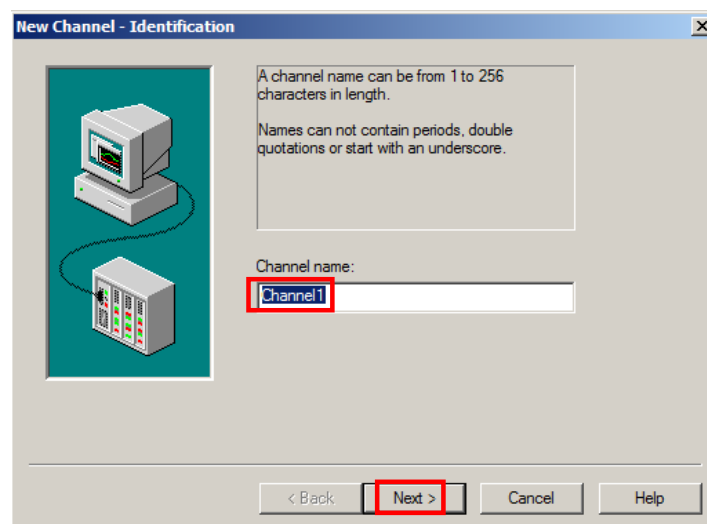 New Channel - Identification
A channel name can be from 1 to 256
characters in length.
Names can not contain periods, double
quotations or start with an underscore.
Channel name:
Channel1
< Back
Next >
Cancel
Help